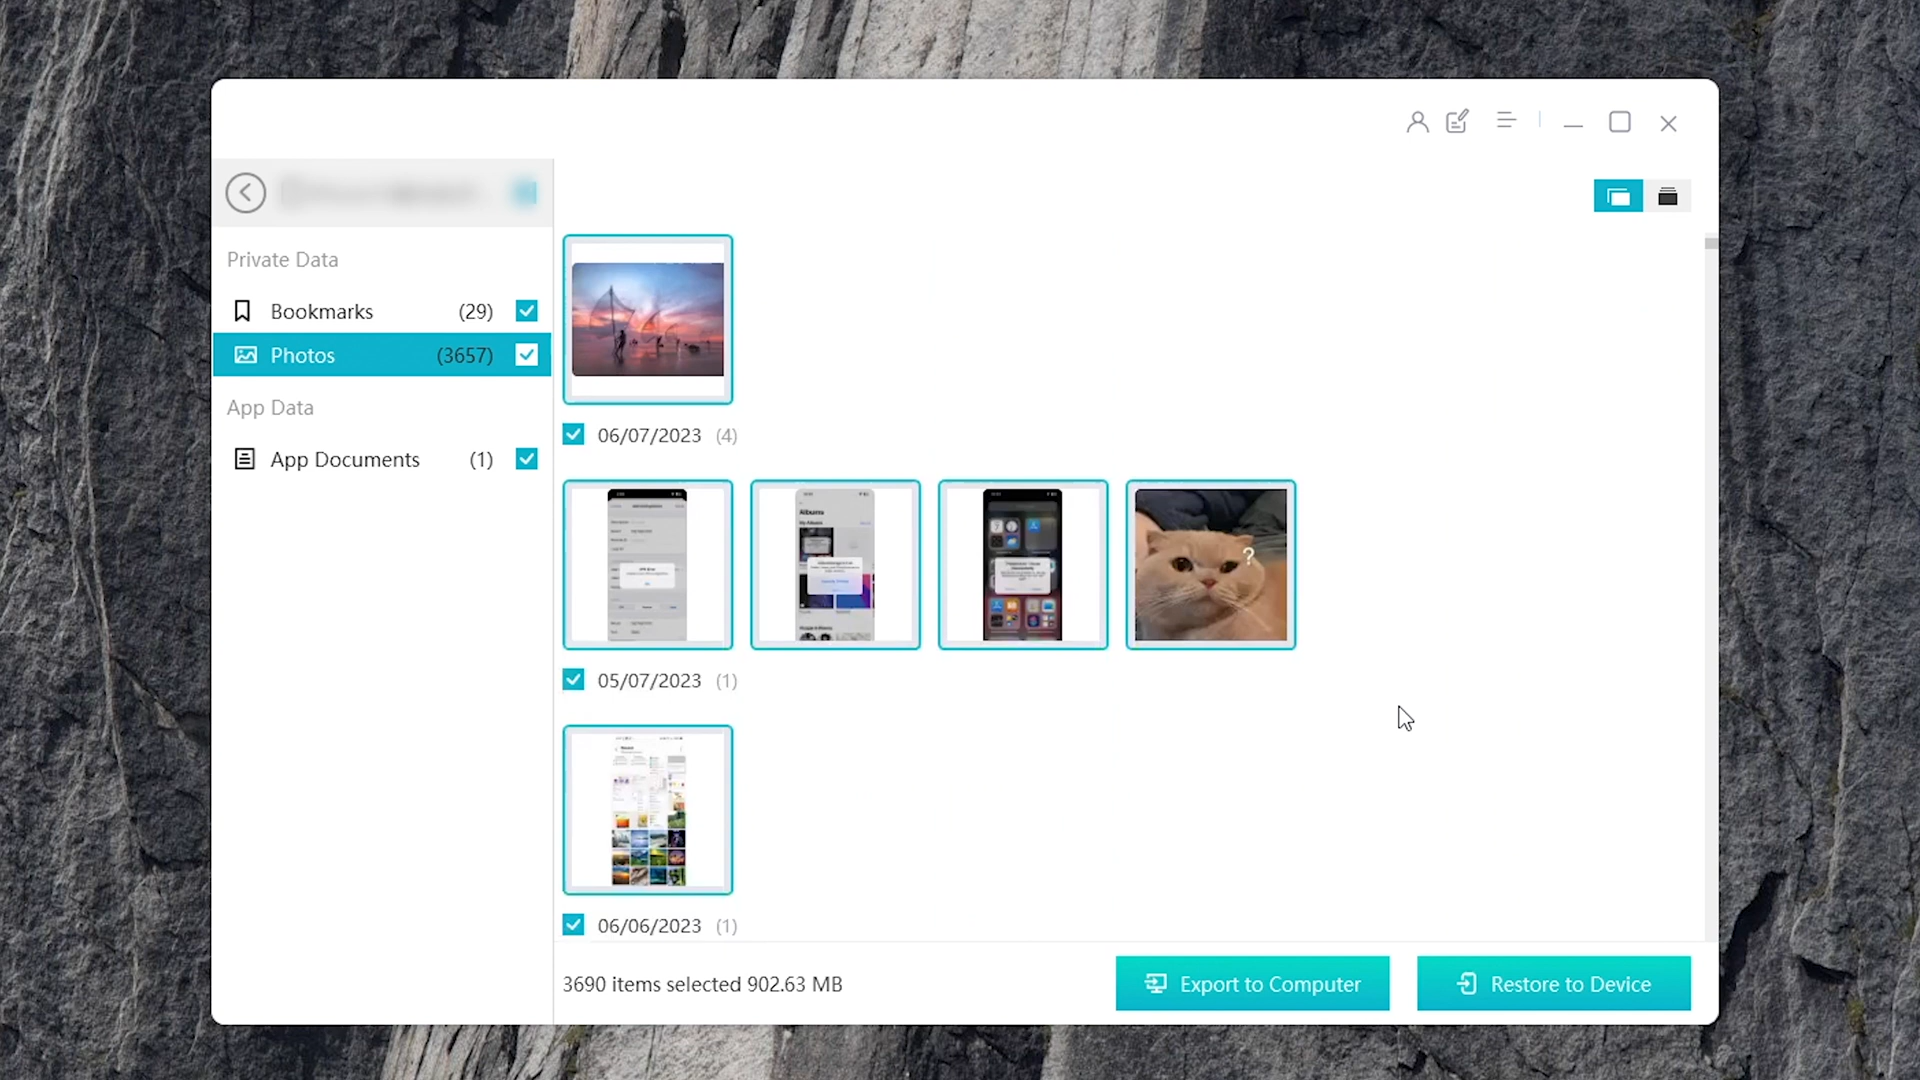 Private Data
Bookmarks (29)
Photos (3657)
App Data
App Documents (1)
06/07/2023 (4)
Albums
?
05/07/2023 (1)
06/06/2023 (1)
3690 items selected 902.63 MB
Export to Computer
Restore to Device